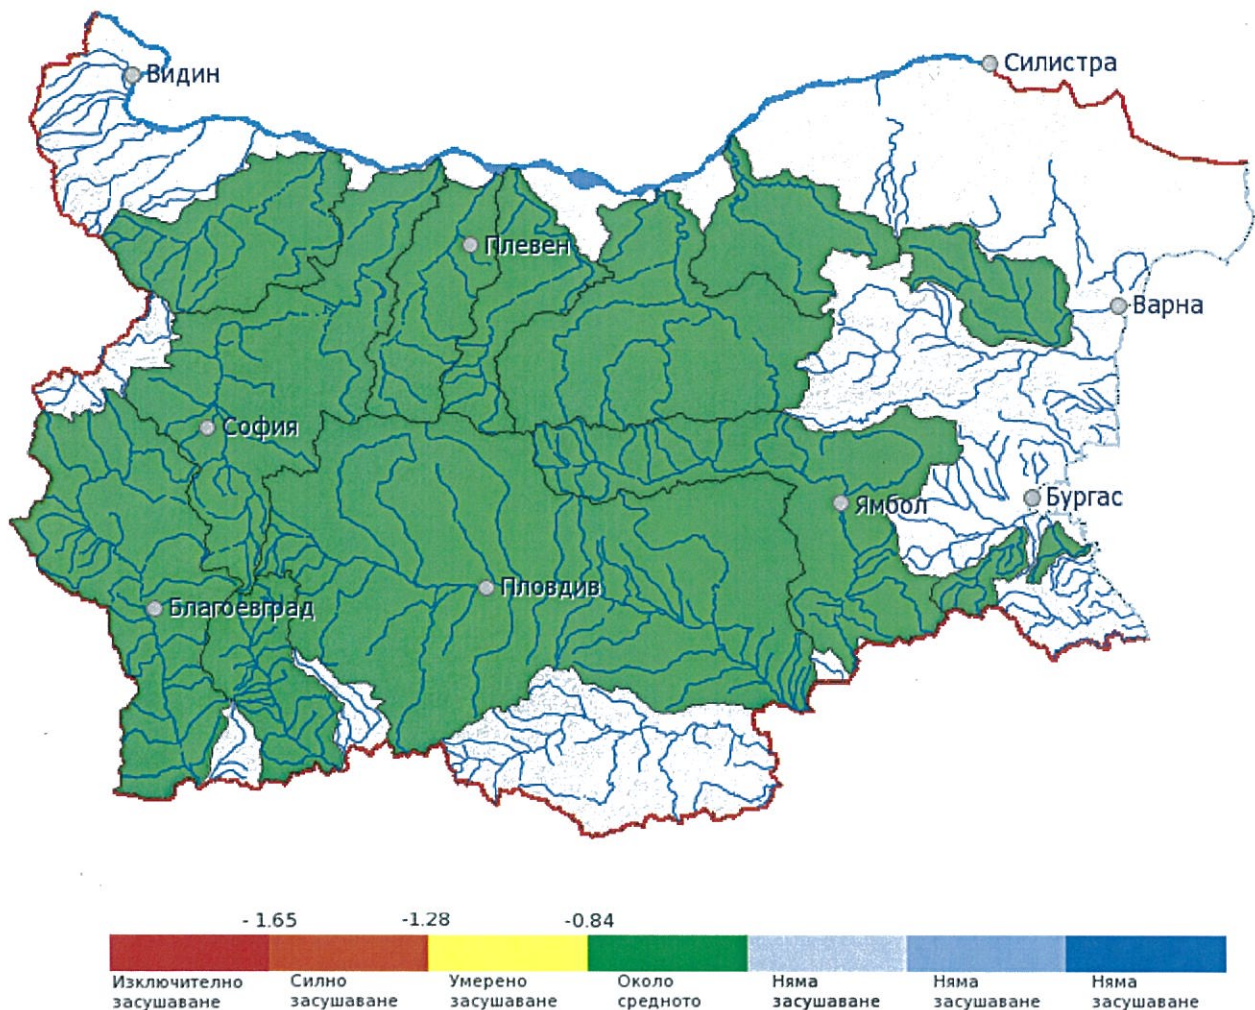 Видин
Силистра
Плевен
Варна
София
Ямбол
Бургас
Пловдив
Благоевград
- 1.65
-1.28
-0.84
Изключително
засушаване
Силно
засушаване
Умерено
засушаване
Около
средното
Няма
засушаване
Няма
засушаване
Няма
засушаване